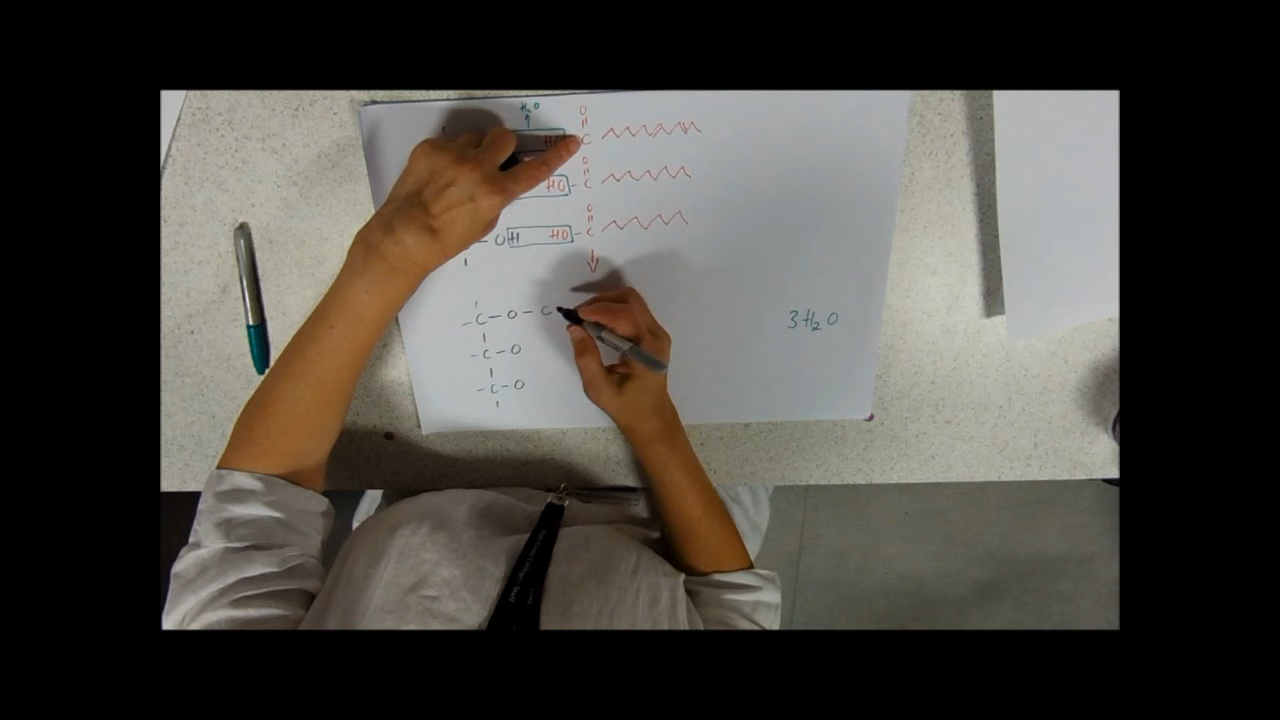 H₂O
O
HO C
O
HO - C
O
- OH HO - C
- C - O - C
- C - O
- C - O
3H₂O